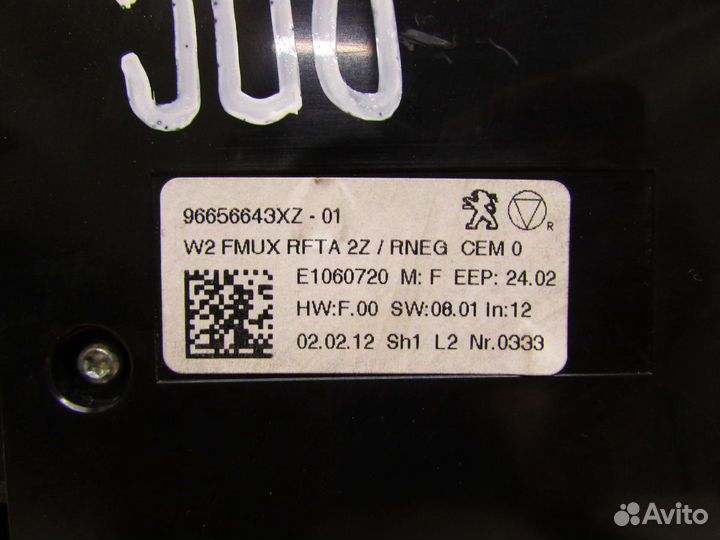 96656643XZ - 01
W2 FMUX RFTA 2Z / RNEG CEM 0
E1060720 M: F EEP: 24.02
HW:F.00 SW:08.01 In:12
02.02.12 Sh1 L2 Nr.0333
R
Avito